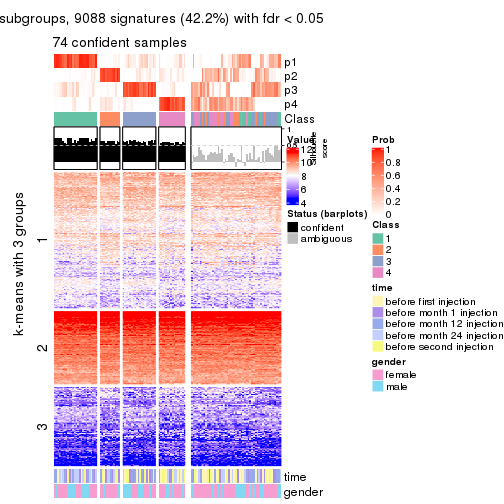 subgroups, 9088 signatures (42.2%) with fdr < 0.05
74 confident samples
p1
p2
p3
p4
Class
1
Silhouette
score
k-means with 3 groups
1
2
3
time
gender
Value
12
10
8
6
4
Status (barplots)
confident
ambiguous
Prob
1
0.8
0.6
0.4
0.2
0
Class
1
2
3
4
time
before first injection
before month 1 injection
before month 12 injection
before month 24 injection
before second injection
gender
female
male